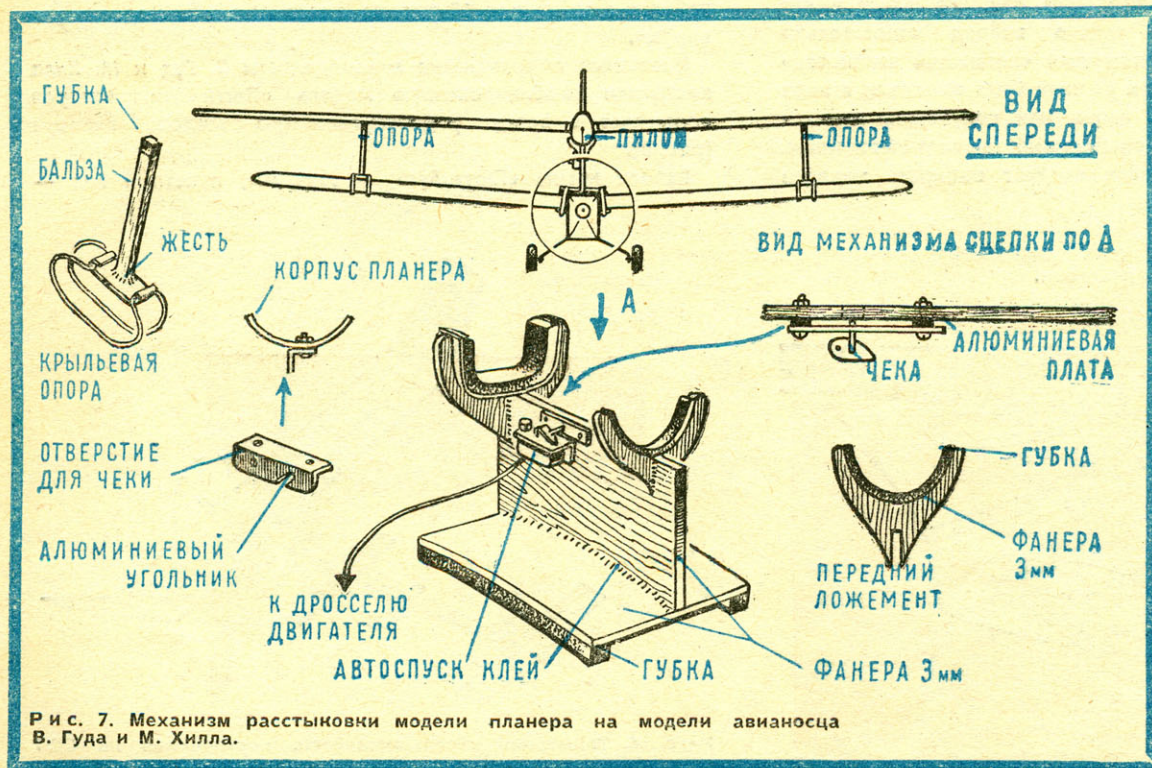 ГУБКА
БАЛЬЗА
ЖЕСТЬ
КРЫЛЬЕВАЯ
ОПОРА
ОПОРА
ПИЛОН
ОПОРА
ВИД
СПЕРЕДИ
КОРПУС ПЛАНЕРА
ВИД МЕХАНИЗМА СЦЕПКИ ПО А
А
АЛЮМИНИЕВАЯ
ПЛАТА
ЧЕКА
ОТВЕРСТИЕ
ДЛЯ ЧЕКИ
АЛЮМИНИЕВЫЙ
УГОЛЬНИК
К ДРОССЕЛЮ
ДВИГАТЕЛЯ
АВТОСПУСК
КЛЕЙ
ГУБКА
ФАНЕРА 3мм
ГУБКА
ФАНЕРА
3мм
ПЕРЕДНИЙ
ЛОЖЕМЕНТ
Рис. 7. Механизм расстыковки модели планера на модели авианосца
В. Гуда и М. Хилла.